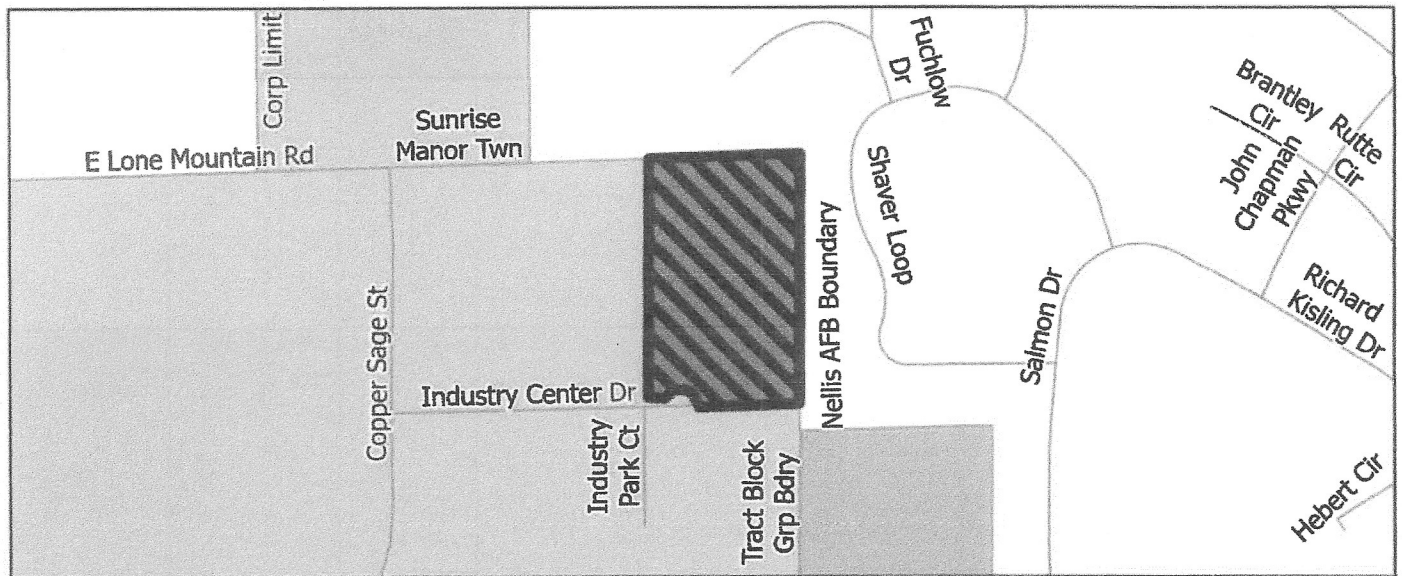 Corp Limit
Sunrise
Manor Twn
E Lone Mountain Rd
Copper Sage St
Industry Center Dr
Industry
Park Ct
Tract Block
Grp Bdry
Nellis AFB Boundary
Fuchlow
Dr
Shaver Loop
Salmon Dr
Brantley
Cir
Rutte
Cir
John
Chapman
Pkwy
Richard
Kisling Dr
Hebert Cir